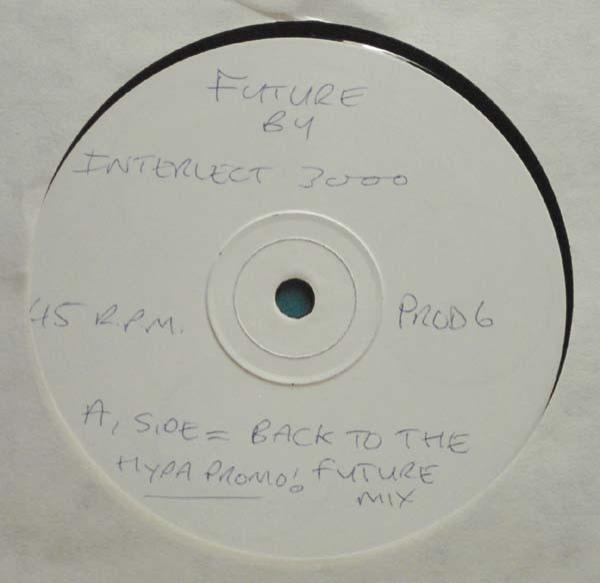 FUTURE
BY
INTERLECT 3000
45 R.P.M.
PROD6
A, SIDE = BACK TO THE
HYPA PROMO! FUTURE
MIX